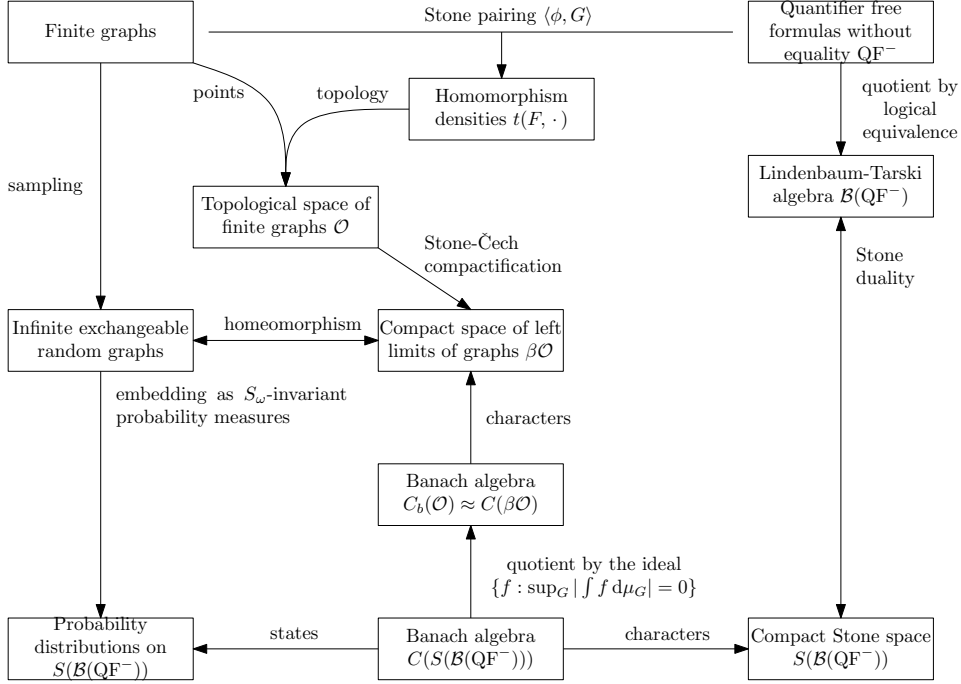 Finite graphs
Stone pairing ⟨ϕ, G⟩
Quantifier free
formulas without
equality QF⁻
points
topology
Homomorphism
densities t(F, · )
quotient by
logical
equivalence
sampling
Topological space of
finite graphs 𝒪
Lindenbaum-Tarski
algebra ℬ(QF⁻)
Stone-Čech
compactification
Stone
duality
Infinite exchangeable
random graphs
homeomorphism
Compact space of left
limits of graphs β𝒪
embedding as S_ω-invariant
probability measures
characters
Banach algebra
C_b(𝒪) ≈ C(β𝒪)
quotient by the ideal
{f : sup_G | ∫ f dμ_G| = 0}
Probability
distributions on
S(ℬ(QF⁻))
states
Banach algebra
C(S(ℬ(QF⁻)))
characters
Compact Stone space
S(ℬ(QF⁻))